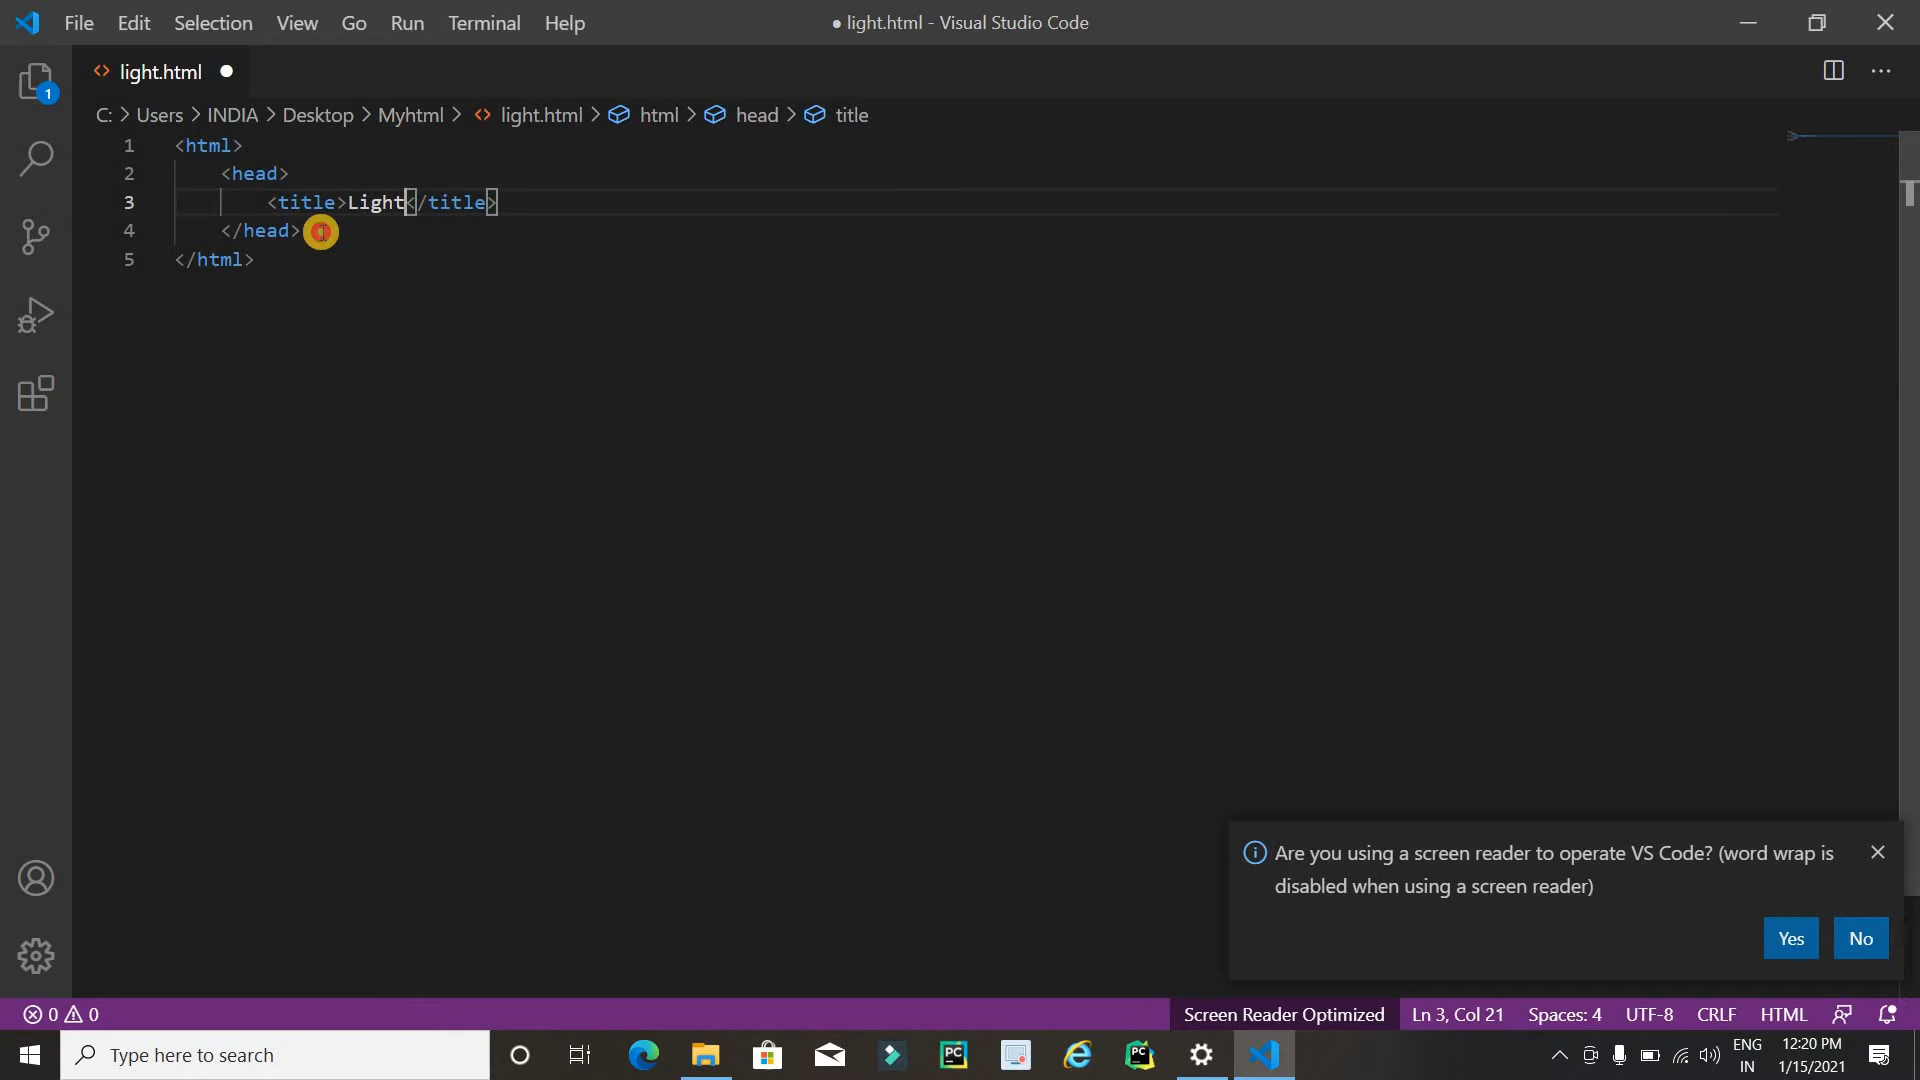 File Edit Selection View Go Run Terminal Help
● light.html - Visual Studio Code
light.html
1
C: > Users > INDIA > Desktop > Myhtml > light.html > html > head > title
1 <html>
2 <head>
3 <title>Light</title>
4 </head>
5 </html>
Are you using a screen reader to operate VS Code? (word wrap is
disabled when using a screen reader)
Yes No
0 0 Screen Reader Optimized Ln 3, Col 21 Spaces: 4 UTF-8 CRLF HTML
Type here to search
PC PC
ENG
IN
12:20 PM
1/15/2021